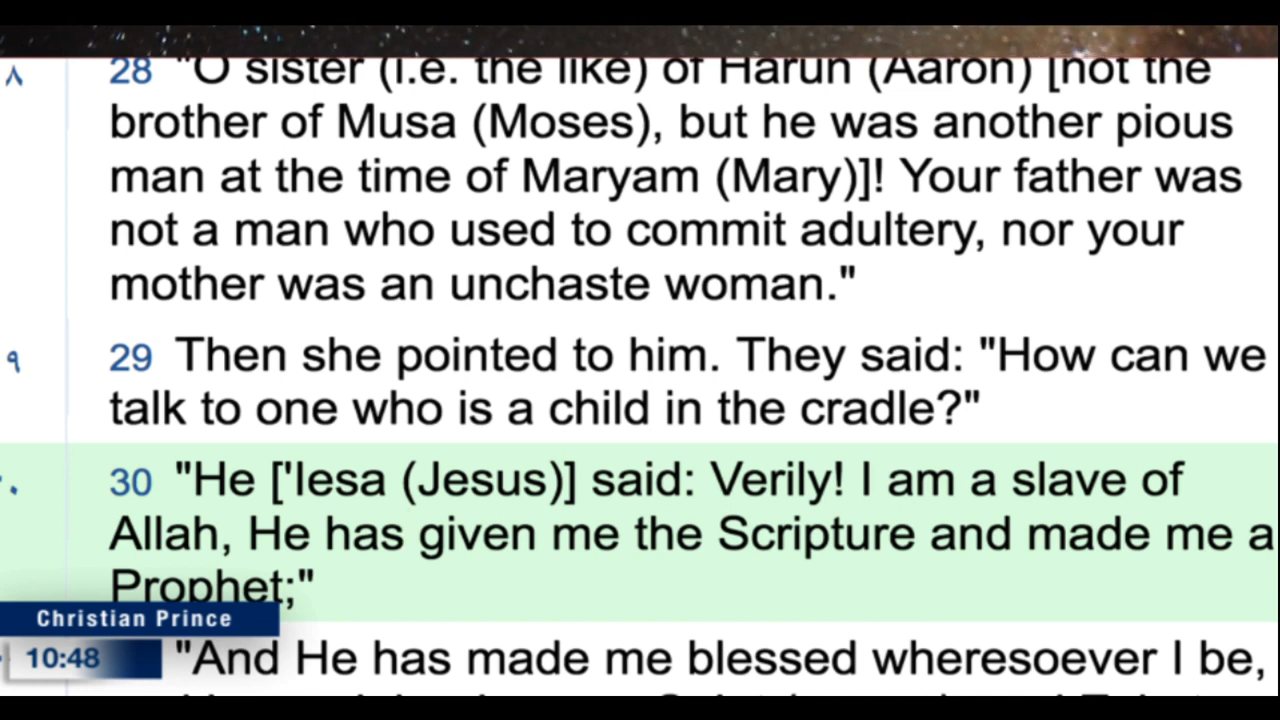 ٨
28 "O sister (i.e. the like) of Harun (Aaron) [not the
brother of Musa (Moses), but he was another pious
man at the time of Maryam (Mary)]! Your father was
not a man who used to commit adultery, nor your
mother was an unchaste woman."
٩
29 Then she pointed to him. They said: "How can we
talk to one who is a child in the cradle?"
30 "He ['Iesa (Jesus)] said: Verily! I am a slave of
Allah, He has given me the Scripture and made me a
Prophet;"
Christian Prince
10:48
"And He has made me blessed wheresoever I be,